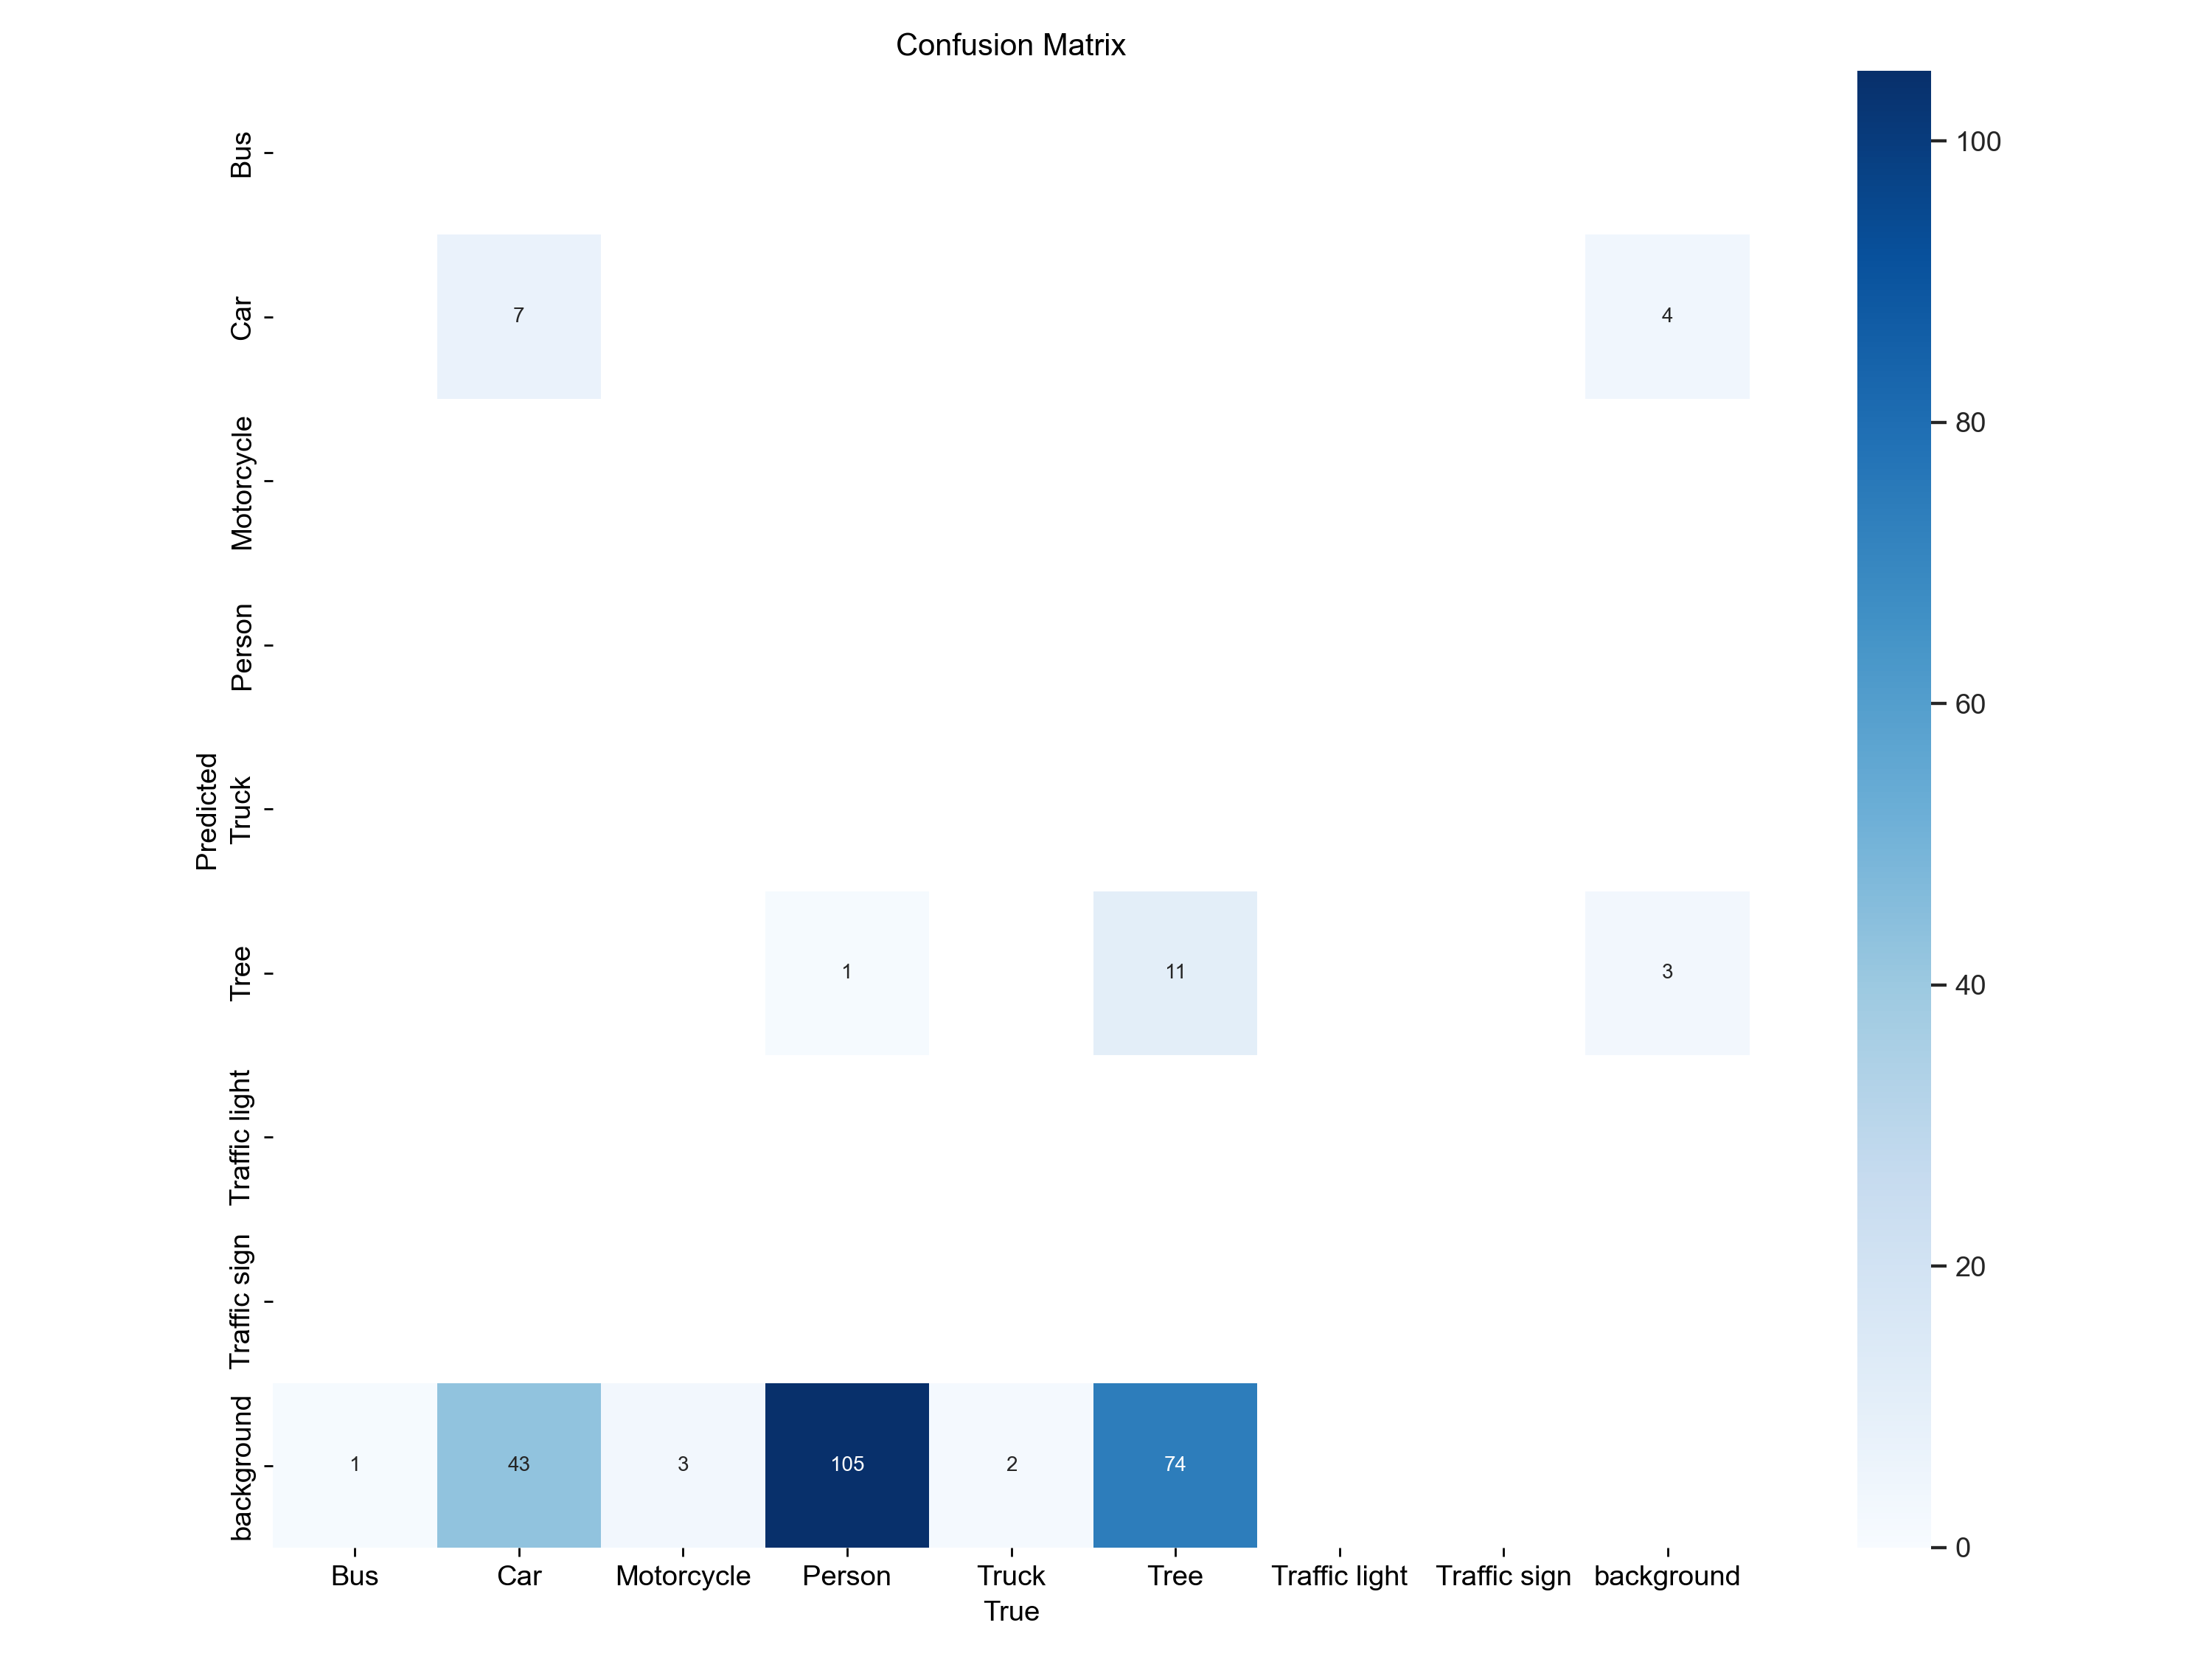 Confusion Matrix
Bus
Car
Motorcycle
Person
Truck
Tree
Traffic light
Traffic sign
background
Predicted
7
4
1
11
3
1
43
3
105
2
74
Bus
Car
Motorcycle
Person
Truck
Tree
Traffic light
Traffic sign
background
True
100
80
60
40
20
0